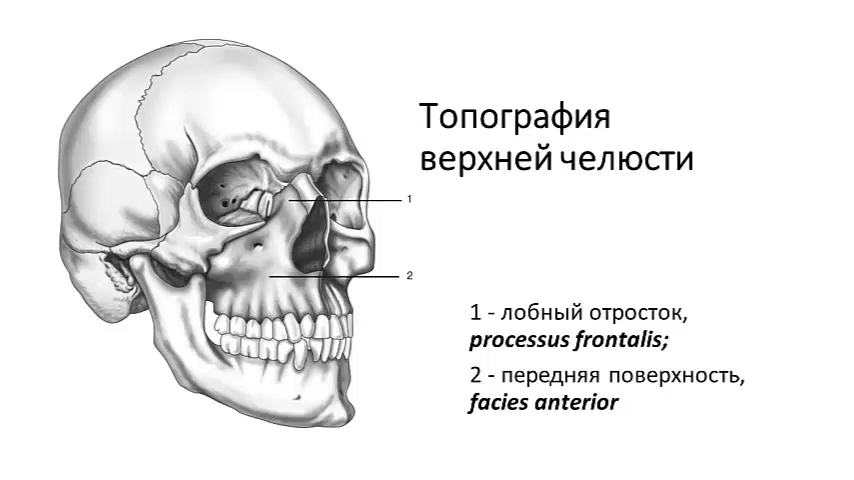 Топография
верхней челюсти
1
2
1 - лобный отросток,
processus frontalis;
2 - передняя поверхность,
facies anterior